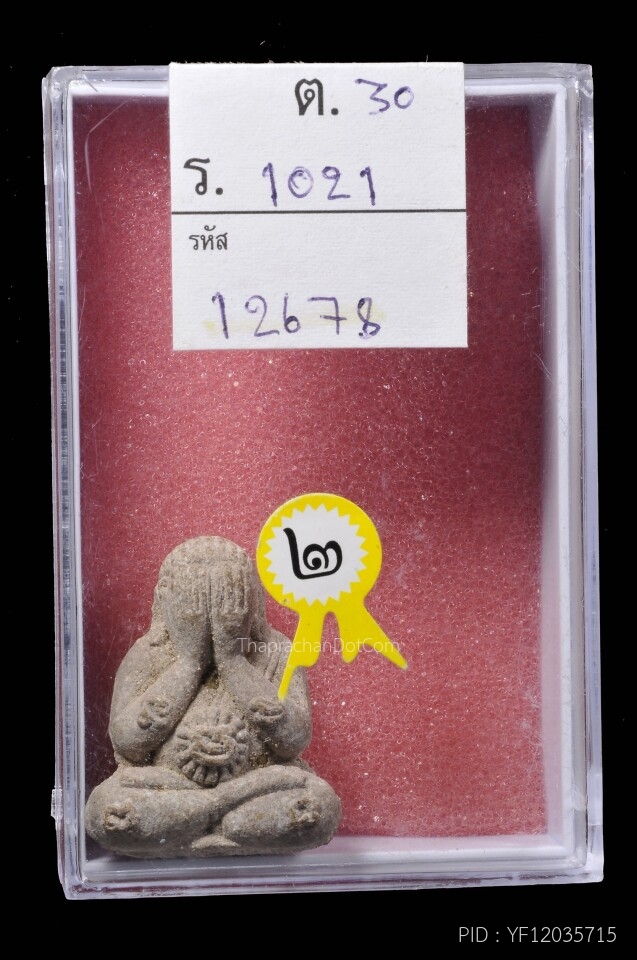 ต. 30
ร. 1021
รหัส
12678
๒
ThaprachanDotCom
PID : YF12035715